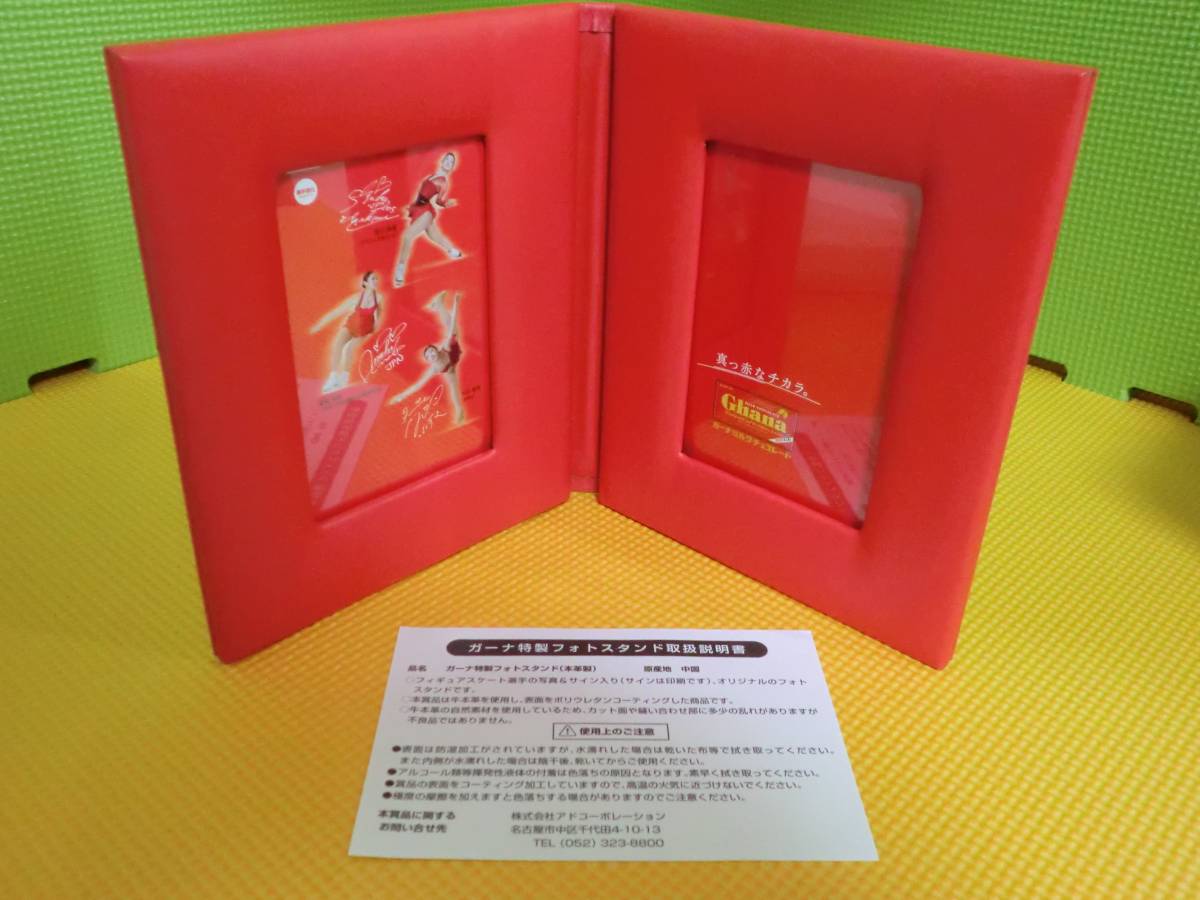 JPN
真っ赤なチカラ。
Ghana
ガーナミルクチョコレート
ガーナ特製フォトスタンド取扱説明書
品名 ガーナ特製フォトスタンド(本革製) 原産地 中国
○フィギュアスケート選手の写真&サイン入り(サインは印刷です)、オリジナルのフォト
スタンドです。
○本賞品は牛本革を使用し、表面をポリウレタンコーティングした商品です。
○牛本革の自然素材を使用しているため、カット面や縫い合わせ部に多少の乱れがありますが
不良品ではありません。
⚠使用上のご注意
●表面は防湿加工がされていますが、水濡れした場合は乾いた布等で拭き取ってください。
また内側が水濡れした場合は陰干後、乾いてからご使用ください。
●アルコール類等揮発性液体の付着は色落ちの原因となります。素早く拭き取ってください。
●賞品の表面をコーティング加工していますので、高温の火気に近づけないでください。
●極度の摩擦を加えますと色落ちする場合がありますのでご注意ください。
本賞品に関する 株式会社アドコーポレーション
お問い合せ先 名古屋市中区千代田4-10-13
TEL (052) 323-8800